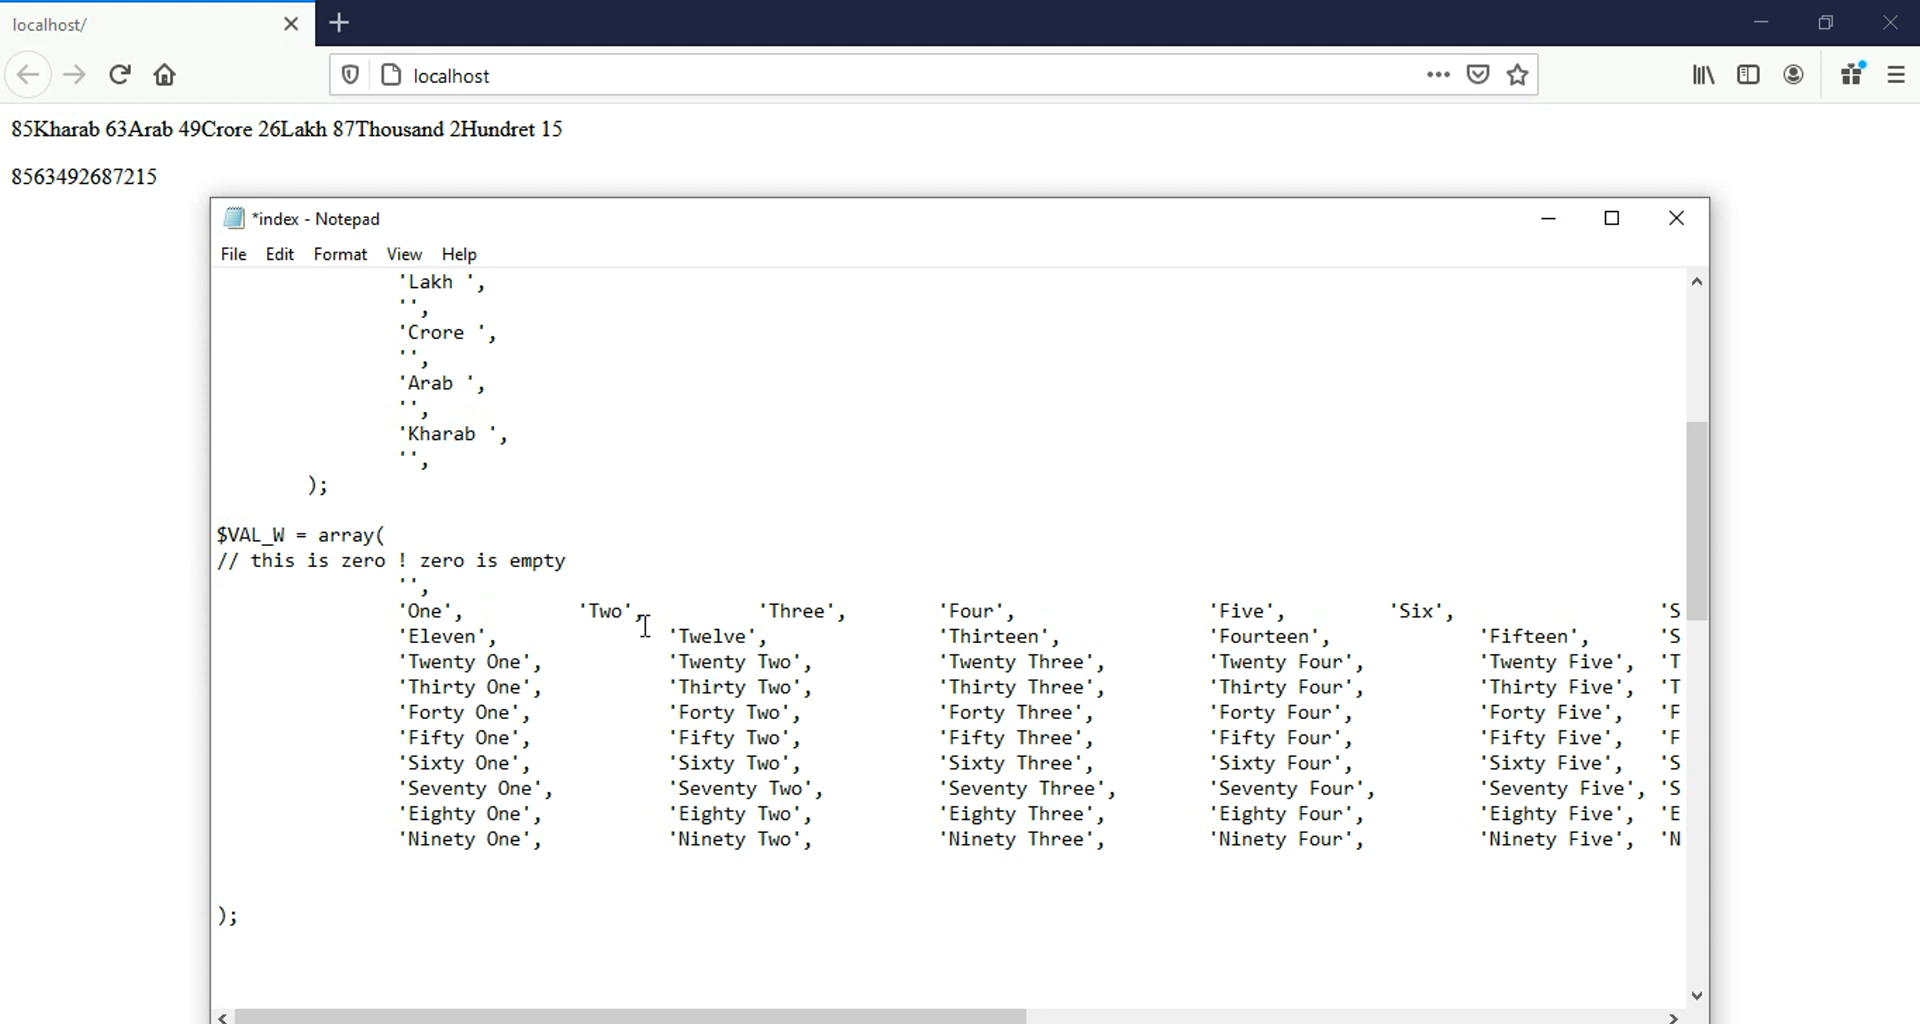 localhost/
localhost
85Kharab 63Arab 49Crore 26Lakh 87Thousand 2Hundret 15
8563492687215
*index - Notepad
File Edit Format View Help
'Lakh ',
'',
'Crore ',
'',
'Arab ',
'',
'Kharab ',
'',
);
$VAL_W = array(
// this is zero ! zero is empty
'',
'One', 'Two', 'Three', 'Four', 'Five', 'Six', 'S
'Eleven', 'Twelve', 'Thirteen', 'Fourteen', 'Fifteen', 'S
'Twenty One', 'Twenty Two', 'Twenty Three', 'Twenty Four', 'Twenty Five', 'T
'Thirty One', 'Thirty Two', 'Thirty Three', 'Thirty Four', 'Thirty Five', 'T
'Forty One', 'Forty Two', 'Forty Three', 'Forty Four', 'Forty Five', 'F
'Fifty One', 'Fifty Two', 'Fifty Three', 'Fifty Four', 'Fifty Five', 'F
'Sixty One', 'Sixty Two', 'Sixty Three', 'Sixty Four', 'Sixty Five', 'S
'Seventy One', 'Seventy Two', 'Seventy Three', 'Seventy Four', 'Seventy Five', 'S
'Eighty One', 'Eighty Two', 'Eighty Three', 'Eighty Four', 'Eighty Five', 'E
'Ninety One', 'Ninety Two', 'Ninety Three', 'Ninety Four', 'Ninety Five', 'N
);